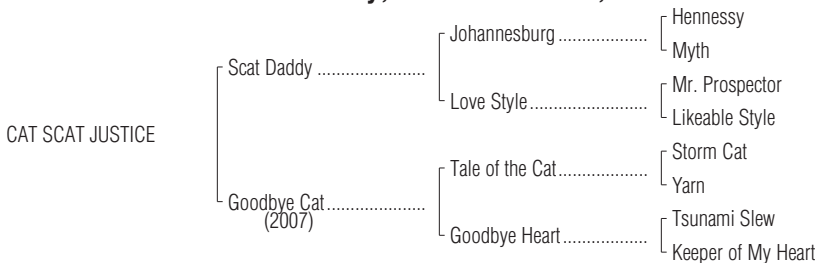 Hennessy
Johannesburg .....................
Myth
Scat Daddy ..........................
Mr. Prospector
Love Style............................
Likeable Style
CAT SCAT JUSTICE
Storm Cat
Tale of the Cat.....................
Yarn
Goodbye Cat.......................
(2007)
Tsunami Slew
Goodbye Heart....................
Keeper of My Heart